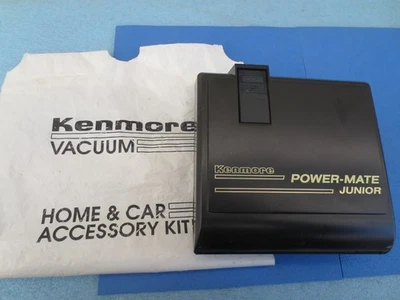 Kenmore
VACUUM
HOME & CAR
ACCESSORY KIT
Kenmore
POWER-MATE
JUNIOR